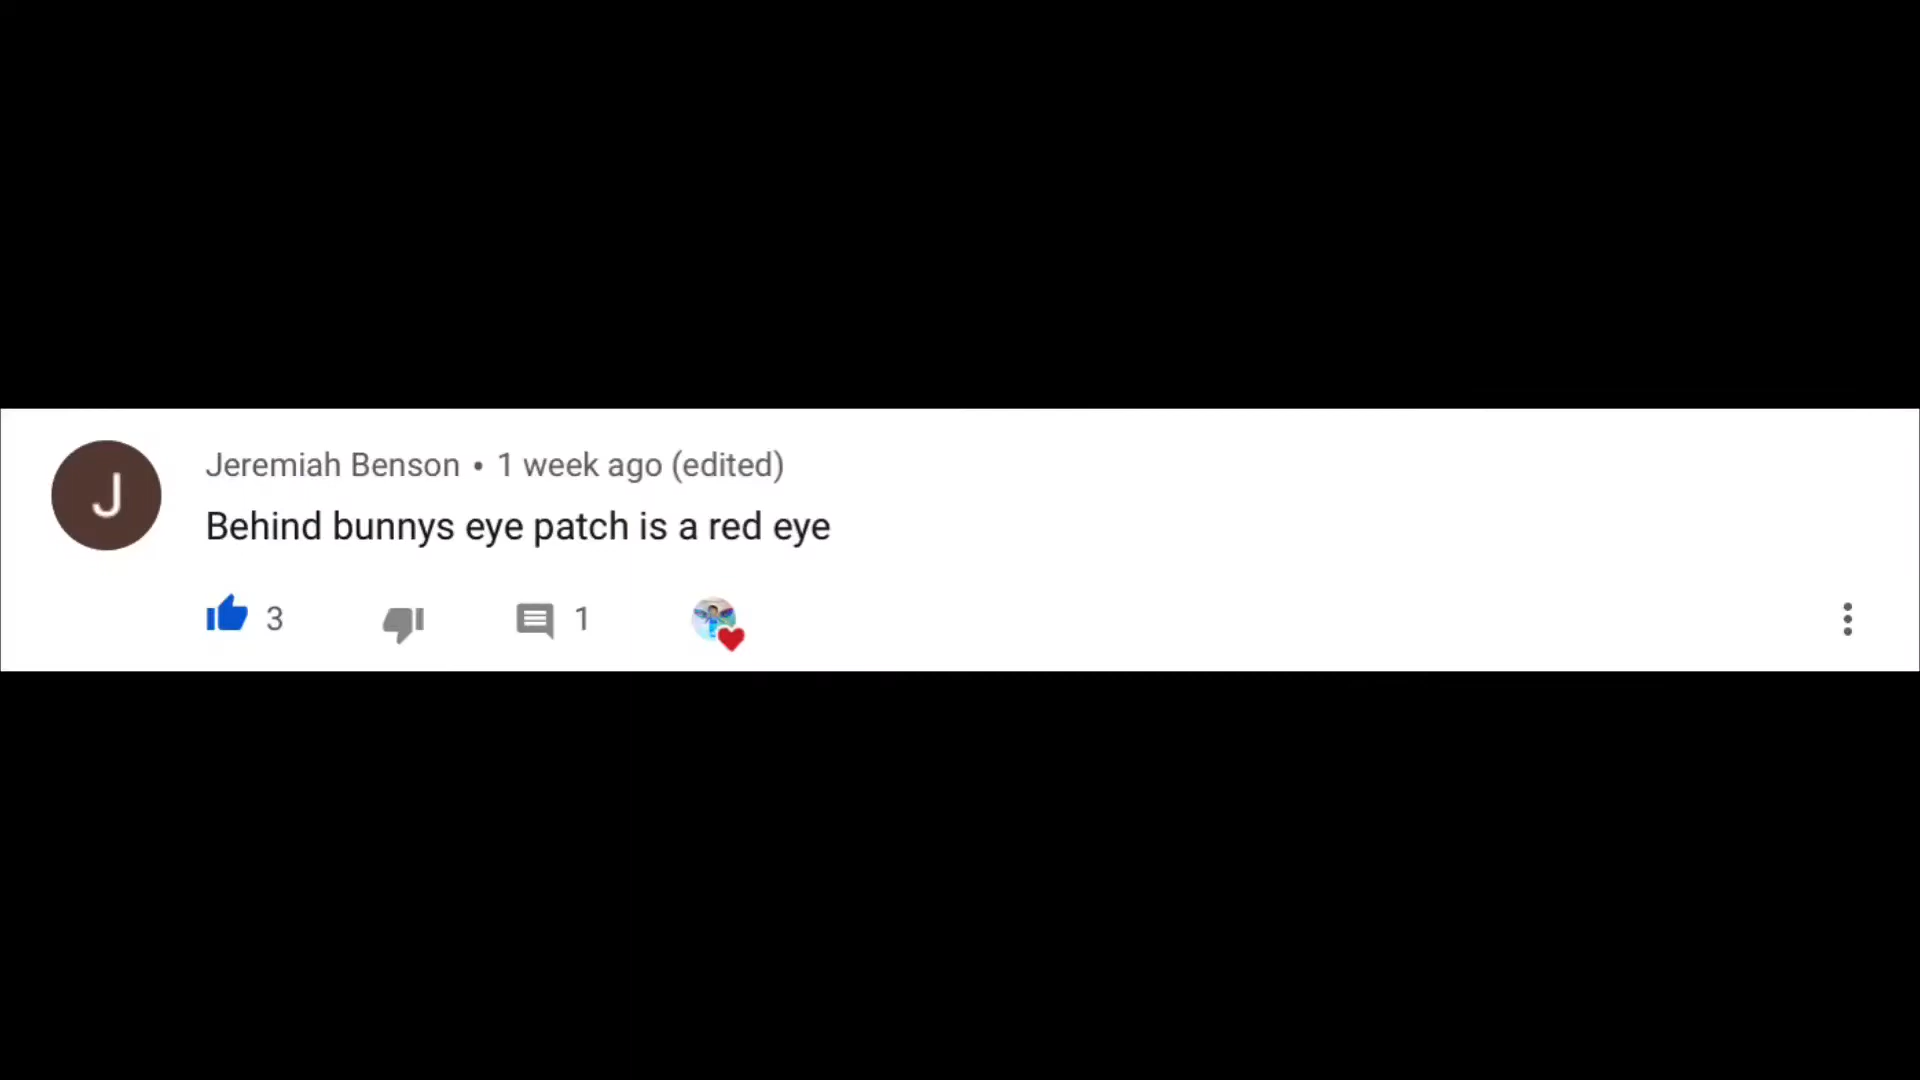 J
Jeremiah Benson • 1 week ago (edited)
Behind bunnys eye patch is a red eye
3 1